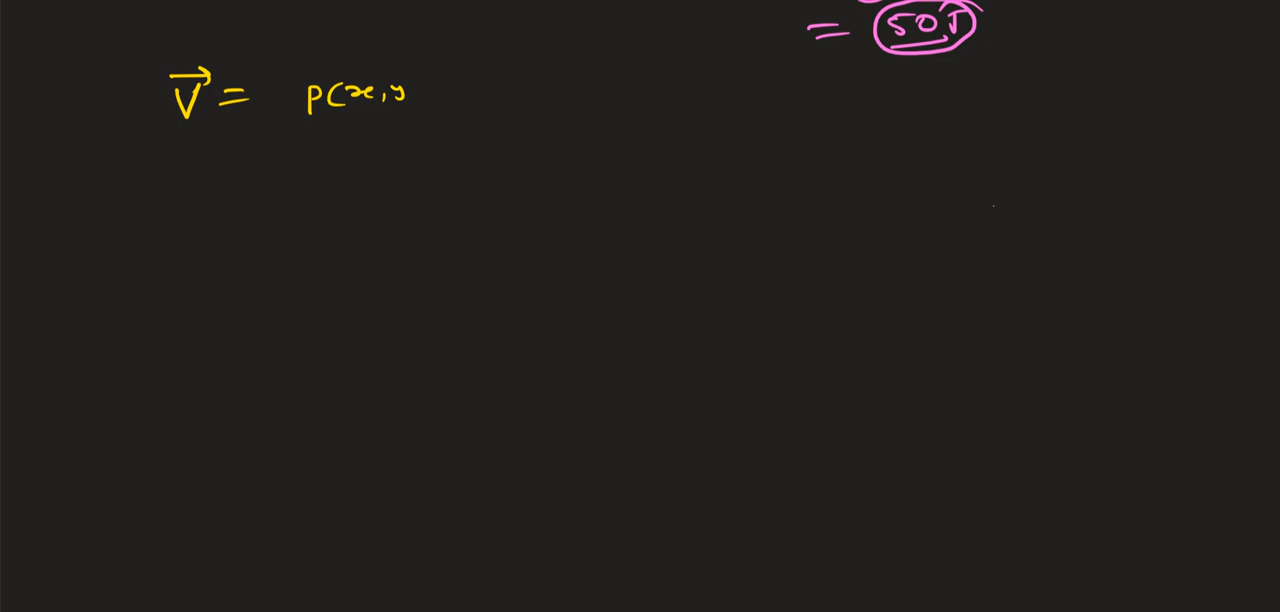 = 50J
V⃗ = P(x,y